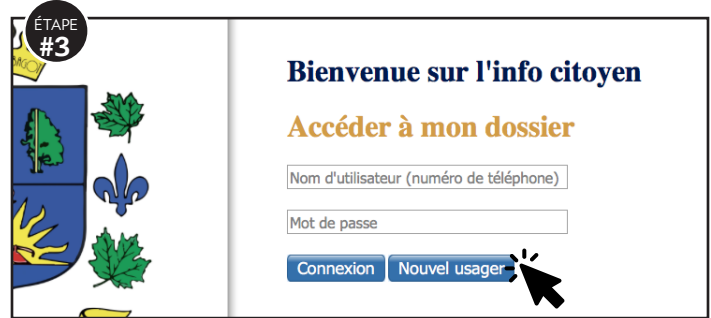 ÉTAPE
#3
BAGOT
Bienvenue sur l'info citoyen
Accéder à mon dossier
Nom d'utilisateur (numéro de téléphone)
Mot de passe
Connexion Nouvel usager